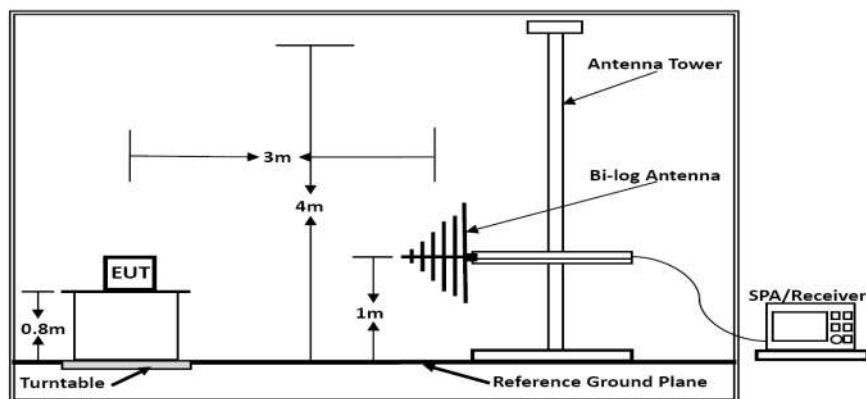 Antenna Tower
3m
Bi-log Antenna
4m
EUT
SPA/Receiver
0.8m
1m
Turntable
Reference Ground Plane